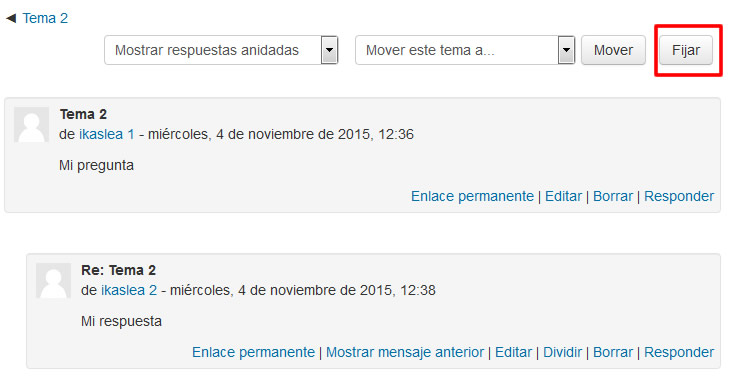 ◄ Tema 2
Mostrar respuestas anidadas Mover este tema a... Mover Fijar
Tema 2
de ikaslea 1 - miércoles, 4 de noviembre de 2015, 12:36
Mi pregunta
Enlace permanente | Editar | Borrar | Responder
Re: Tema 2
de ikaslea 2 - miércoles, 4 de noviembre de 2015, 12:38
Mi respuesta
Enlace permanente | Mostrar mensaje anterior | Editar | Dividir | Borrar | Responder